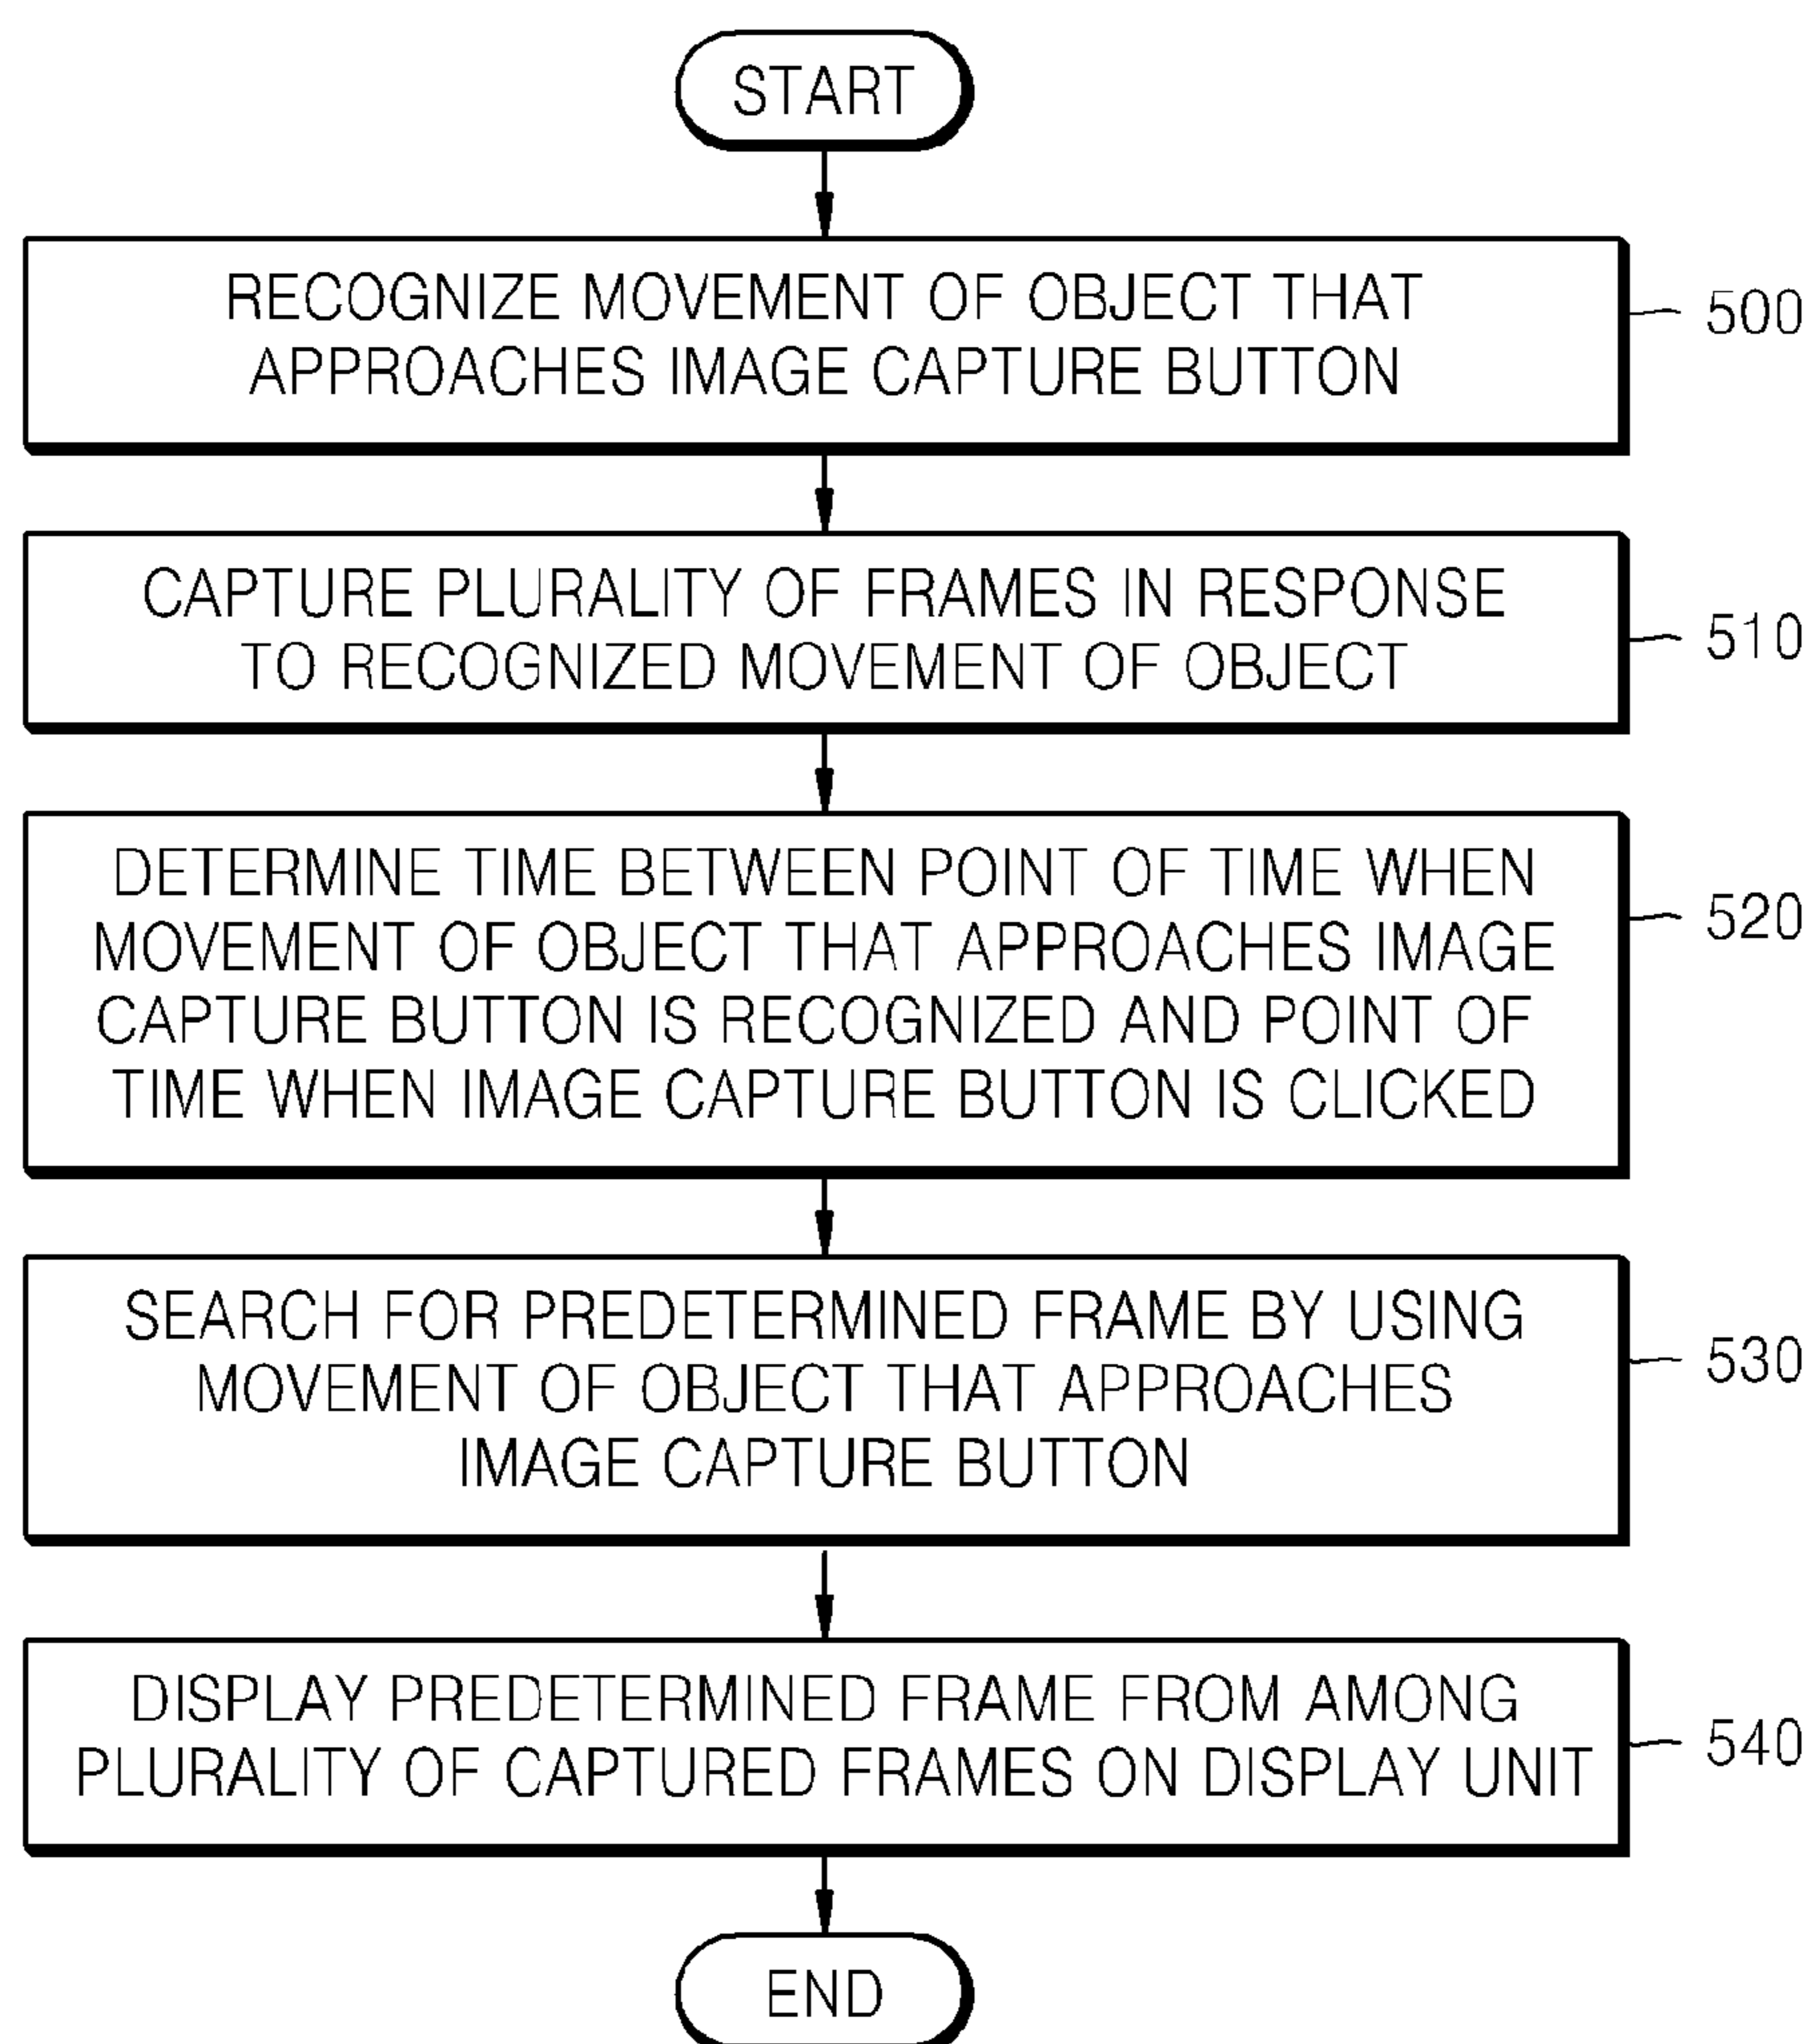 START
RECOGNIZE MOVEMENT OF OBJECT THAT
APPROACHES IMAGE CAPTURE BUTTON
500
CAPTURE PLURALITY OF FRAMES IN RESPONSE
TO RECOGNIZED MOVEMENT OF OBJECT
510
DETERMINE TIME BETWEEN POINT OF TIME WHEN
MOVEMENT OF OBJECT THAT APPROACHES IMAGE
CAPTURE BUTTON IS RECOGNIZED AND POINT OF
TIME WHEN IMAGE CAPTURE BUTTON IS CLICKED
520
SEARCH FOR PREDETERMINED FRAME BY USING
MOVEMENT OF OBJECT THAT APPROACHES
IMAGE CAPTURE BUTTON
530
DISPLAY PREDETERMINED FRAME FROM AMONG
PLURALITY OF CAPTURED FRAMES ON DISPLAY UNIT
540
END